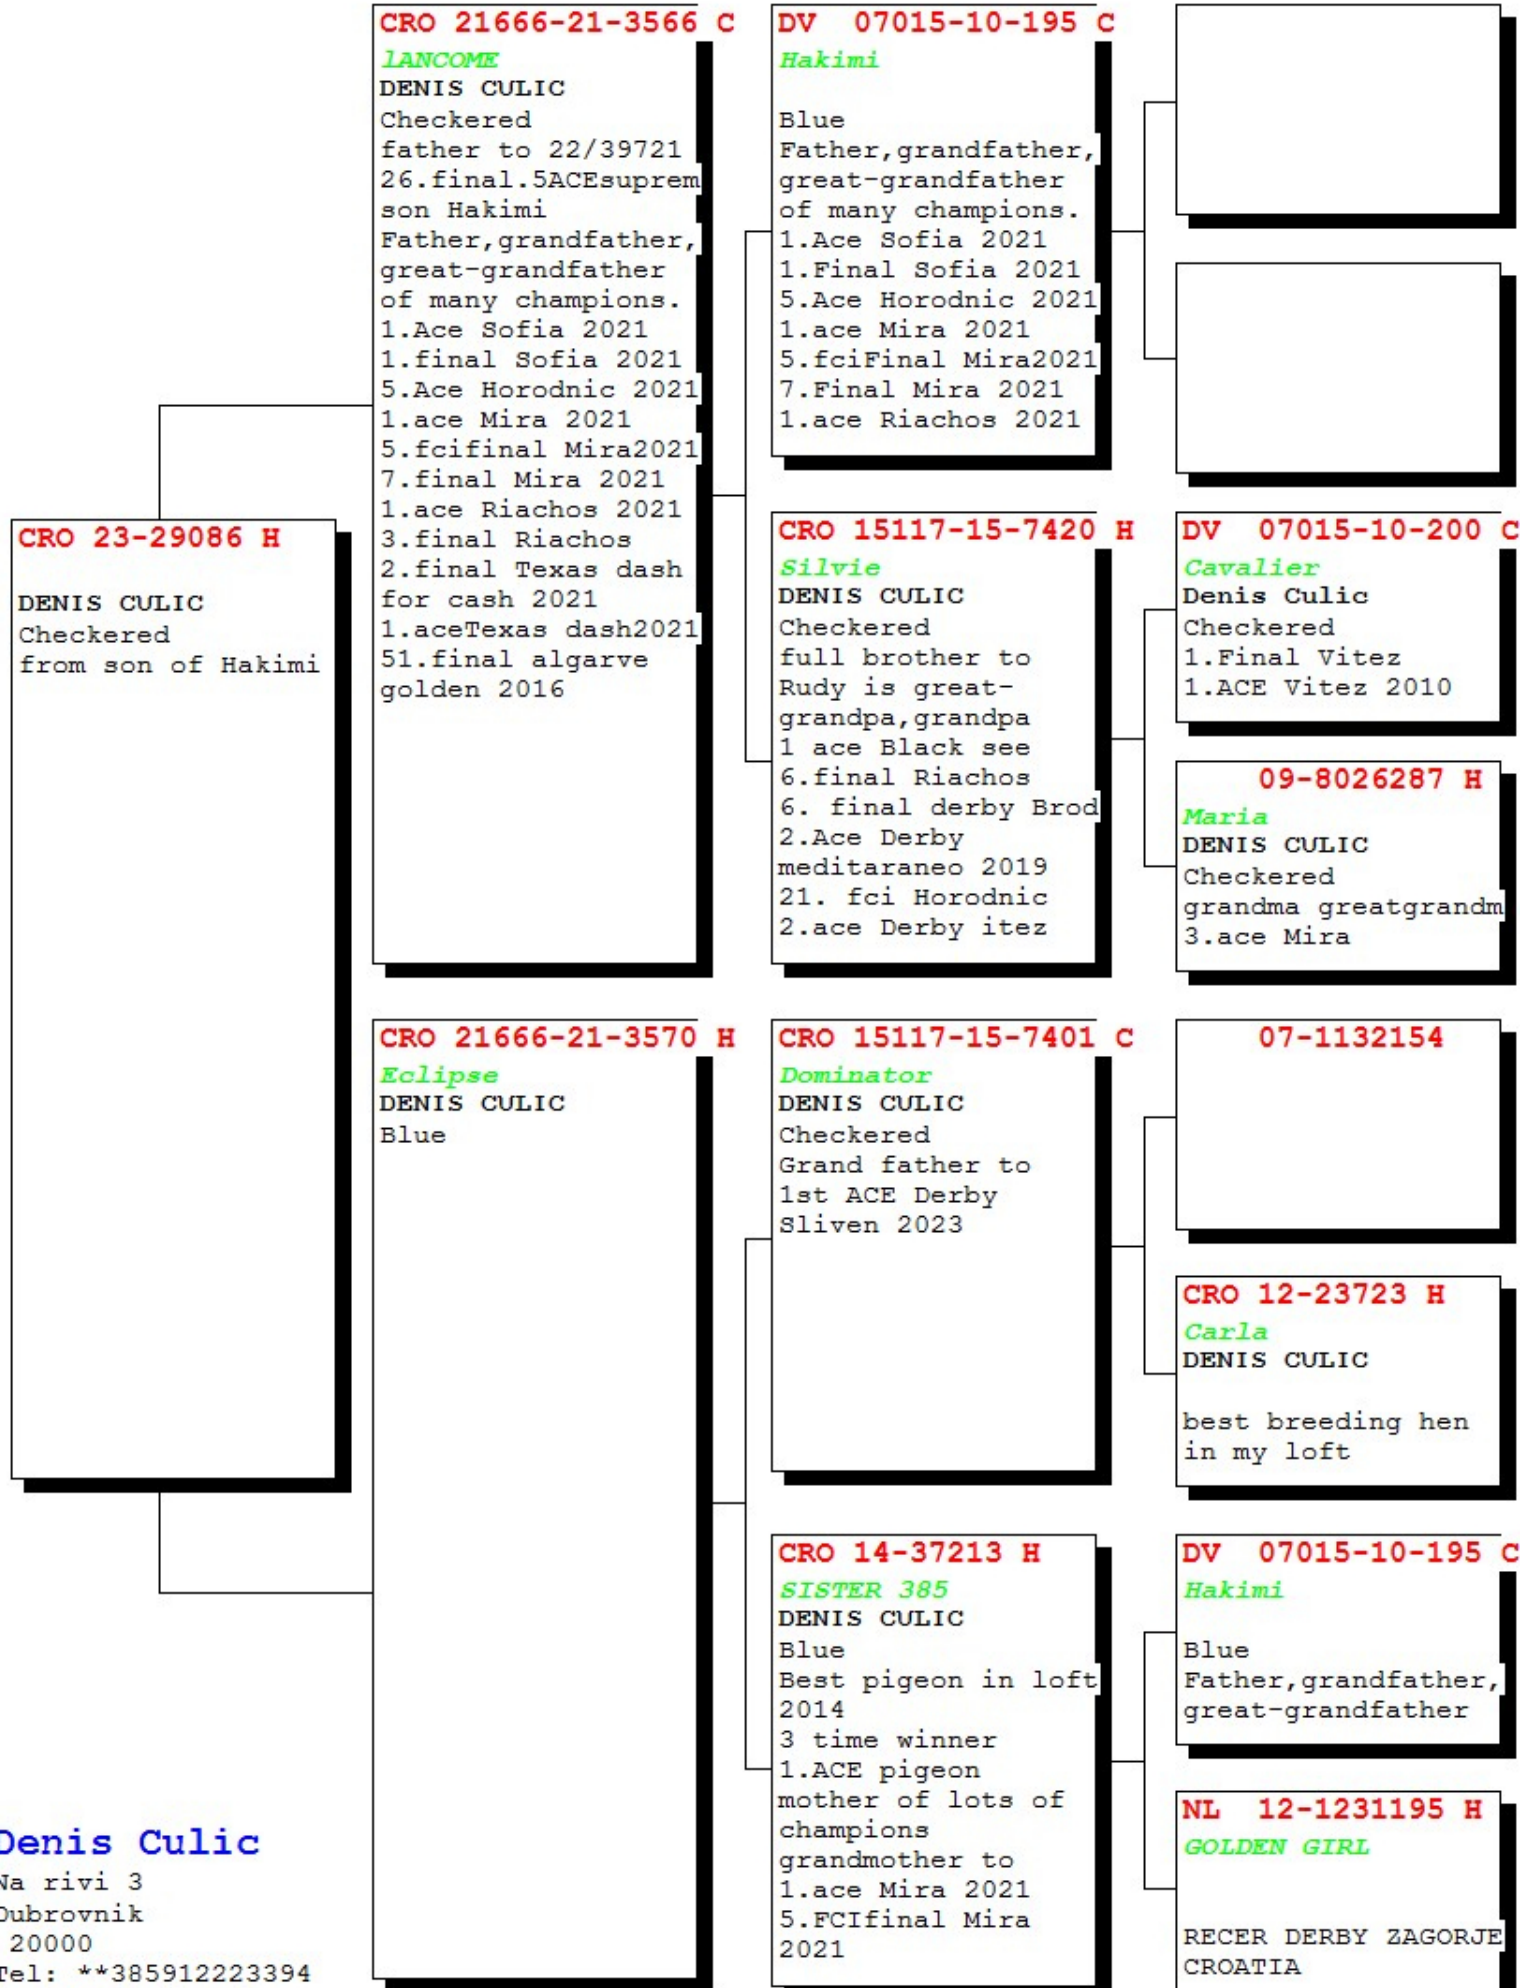 CRO 23-29086 H
DENIS CULIC
Checkered
from son of Hakimi
CRO 21666-21-3566 C
lANCOME
DENIS CULIC
Checkered
father to 22/39721
26.final.5ACEsuprem
son Hakimi
Father,grandfather,
great-grandfather
of many champions.
1.Ace Sofia 2021
1.final Sofia 2021
5.Ace Horodnic 2021
1.ace Mira 2021
5.fcifinal Mira2021
7.final Mira 2021
1.ace Riachos 2021
3.final Riachos
2.final Texas dash
for cash 2021
1.aceTexas dash2021
51.final algarve
golden 2016
CRO 21666-21-3570 H
Eclipse
DENIS CULIC
Blue
DV 07015-10-195 C
Hakimi
Blue
Father,grandfather,
great-grandfather
of many champions.
1.Ace Sofia 2021
1.Final Sofia 2021
5.Ace Horodnic 2021
1.ace Mira 2021
5.fciFinal Mira2021
7.Final Mira 2021
1.ace Riachos 2021
CRO 15117-15-7420 H
Silvie
DENIS CULIC
Checkered
full brother to
Rudy is great-
grandpa,grandpa
1 ace Black see
6.final Riachos
6. final derby Brod
2.Ace Derby
meditaraneo 2019
21. fci Horodnic
2.ace Derby itez
CRO 15117-15-7401 C
Dominator
DENIS CULIC
Checkered
Grand father to
1st ACE Derby
Sliven 2023
CRO 14-37213 H
SISTER 385
DENIS CULIC
Blue
Best pigeon in loft
2014
3 time winner
1.ACE pigeon
mother of lots of
champions
grandmother to
1.ace Mira 2021
5.FCIfinal Mira
2021
DV 07015-10-200 C
Cavalier
Denis Culic
Checkered
1.Final Vitez
1.ACE Vitez 2010
09-8026287 H
Maria
DENIS CULIC
Checkered
grandma greatgrandm
3.ace Mira
07-1132154
CRO 12-23723 H
Carla
DENIS CULIC
best breeding hen
in my loft
DV 07015-10-195 C
Hakimi
Blue
Father,grandfather,
great-grandfather
NL 12-1231195 H
GOLDEN GIRL
RECER DERBY ZAGORJE
CROATIA
Denis Culic
Na rivi 3
Dubrovnik
20000
Tel: **385912223394